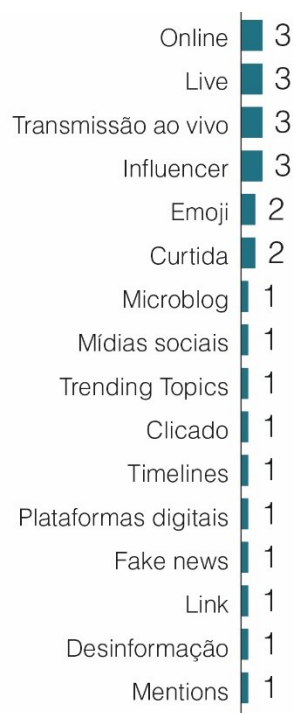 Online 3
Live 3
Transmissão ao vivo 3
Influencer 3
Emoji 2
Curtida 2
Microblog 1
Mídias sociais 1
Trending Topics 1
Clicado 1
Timelines 1
Plataformas digitais 1
Fake news 1
Link 1
Desinformação 1
Mentions 1